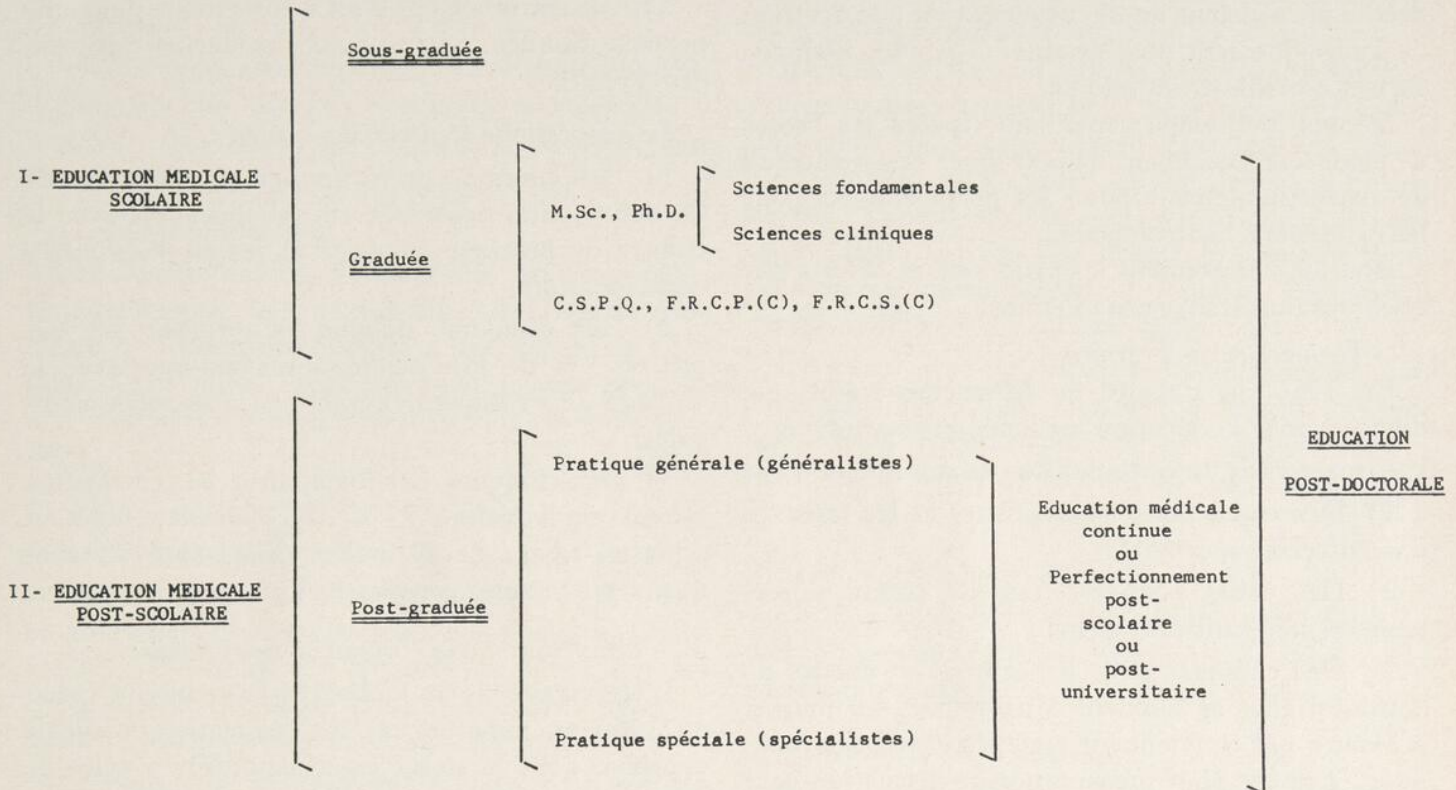 Sous-graduée
I- EDUCATION MEDICALE
SCOLAIRE
M.Sc., Ph.D.
Sciences fondamentales
Sciences cliniques
Graduée
C.S.P.Q., F.R.C.P.(C), F.R.C.S.(C)
II- EDUCATION MEDICALE
POST-SCOLAIRE
Post-graduée
Pratique générale (généralistes)
Pratique spéciale (spécialistes)
Education médicale
continue
ou
Perfectionnement
post-
scolaire
ou
post-
universitaire
EDUCATION
POST-DOCTORALE